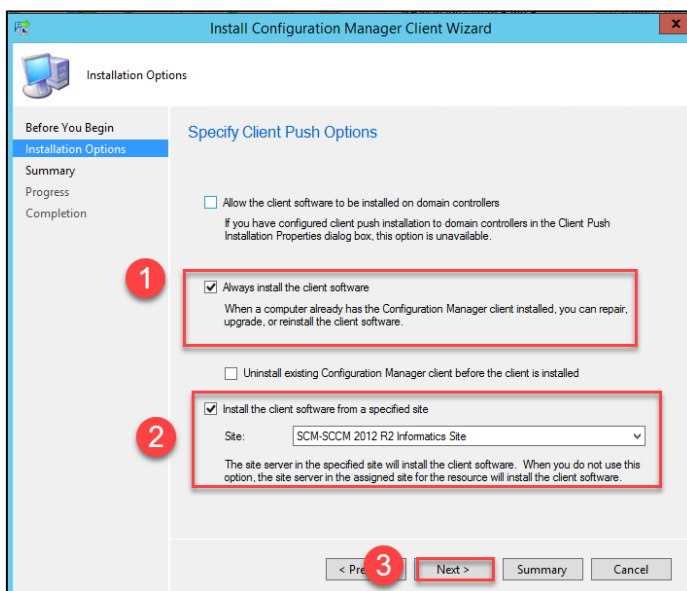 Install Configuration Manager Client Wizard
x
Installation Options
Before You Begin
Installation Options
Summary
Progress
Completion
Specify Client Push Options
Allow the client software to be installed on domain controllers
If you have configured client push installation to domain controllers in the Client Push
Installation Properties dialog box, this option is unavailable.
1
Always install the client software
When a computer already has the Configuration Manager client installed, you can repair,
upgrade, or reinstall the client software.
Uninstall existing Configuration Manager client before the client is installed
2
Install the client software from a specified site
Site: SCM-SCCM 2012 R2 Informatics Site
The site server in the specified site will install the client software. When you do not use this
option, the site server in the assigned site for the resource will install the client software.
< Pre 3 Next > Summary Cancel